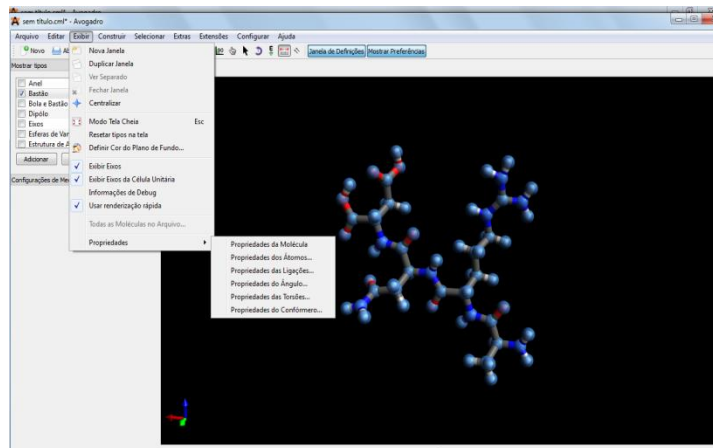 sem título.cml* - Avogadro
Arquivo Editar Exibir Construir Selecionar Extras Extensões Configurar Ajuda
Novo Janela de Definições Mostrar Preferências
Mostrar tipos
Anel
Bastão
Bola e Bastão
Dipólo
Eixos
Esferas de Van
Estrutura de A
Adicionar
Configurações de Me
Nova Janela
Duplicar Janela
Ver Separado
Fechar Janela
Centralizar
Modo Tela Cheia Esc
Resetar tipos na tela
Definir Cor do Plano de Fundo...
Exibir Eixos
Exibir Eixos da Célula Unitária
Informações de Debug
Usar renderização rápida
Todas as Moléculas no Arquivo...
Propriedades
Propriedades da Molécula
Propriedades dos Átomos...
Propriedades das Ligações...
Propriedades do Ângulo...
Propriedades das Torsões...
Propriedades do Confórmero...